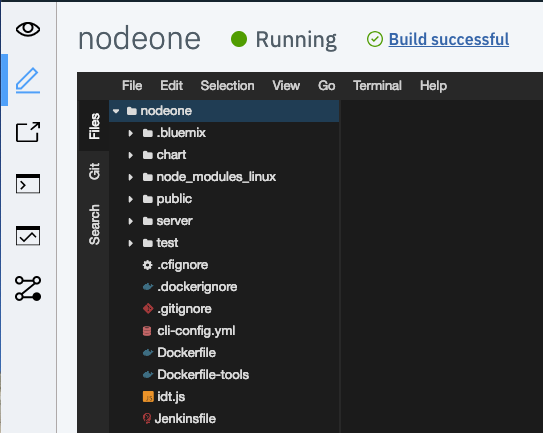 nodeone Running Build successful
File Edit Selection View Go Terminal Help
Files
Git
Search
nodeone
.bluemix
chart
node_modules_linux
public
server
test
.cfignore
.dockerignore
.gitignore
cli-config.yml
Dockerfile
Dockerfile-tools
idt.js
Jenkinsfile